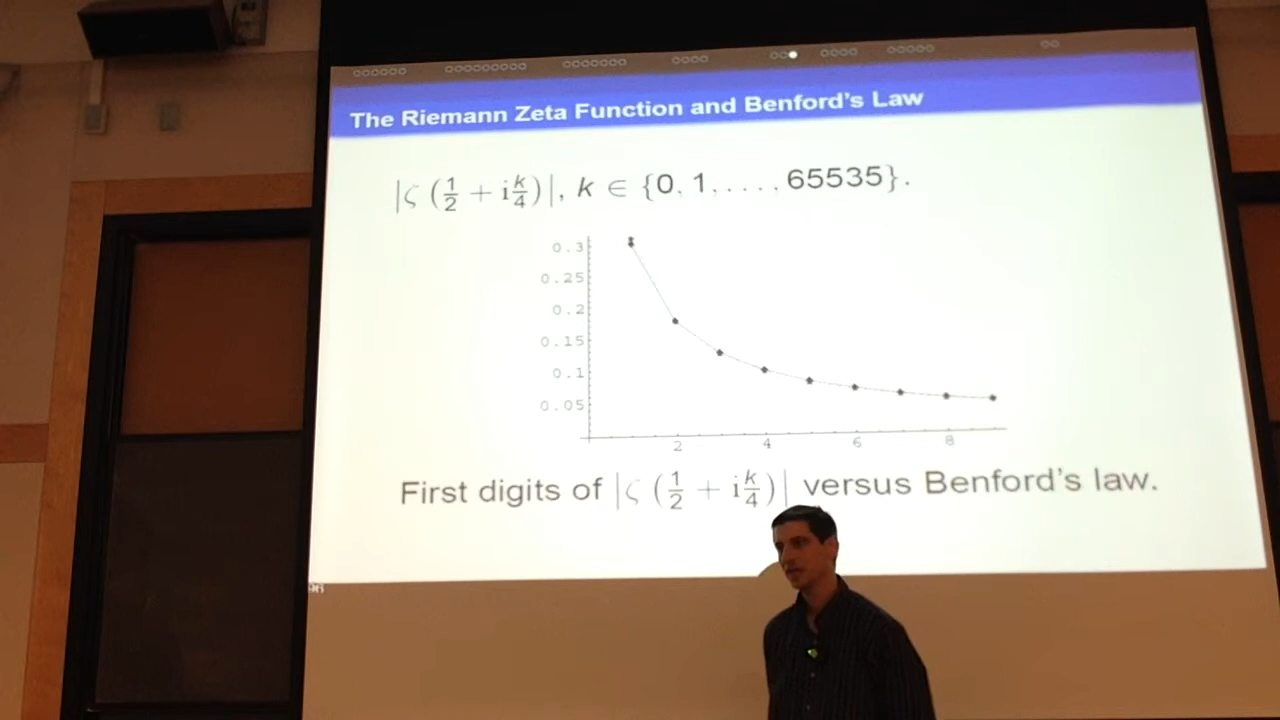 The Riemann Zeta Function and Benford's Law
|ζ (1/2 + i k/4)|, k ∈ {0, 1, . . . , 65535}.
0.3
0.25
0.2
0.15
0.1
0.05
2 4 6 8
First digits of |ζ (1/2 + i k/4)| versus Benford's law.